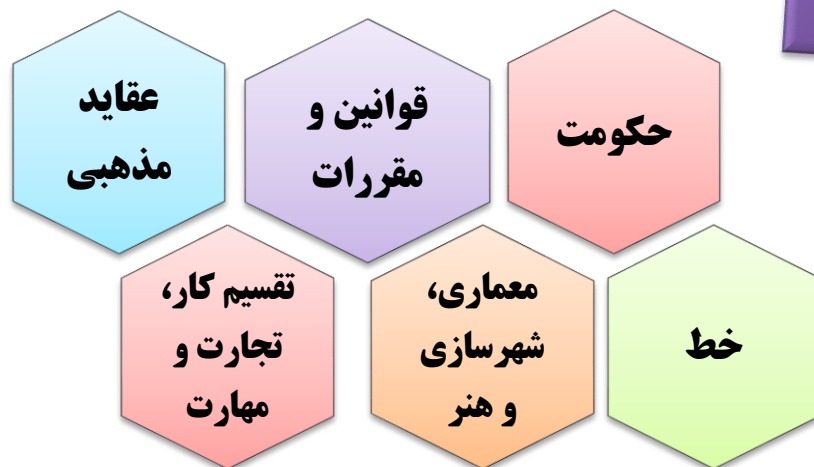 حکومت
قوانین و
مقررات
عقاید
مذهبی
خط
معماری،
شهرسازی
و هنر
تقسیم کار،
تجارت و
مهارت